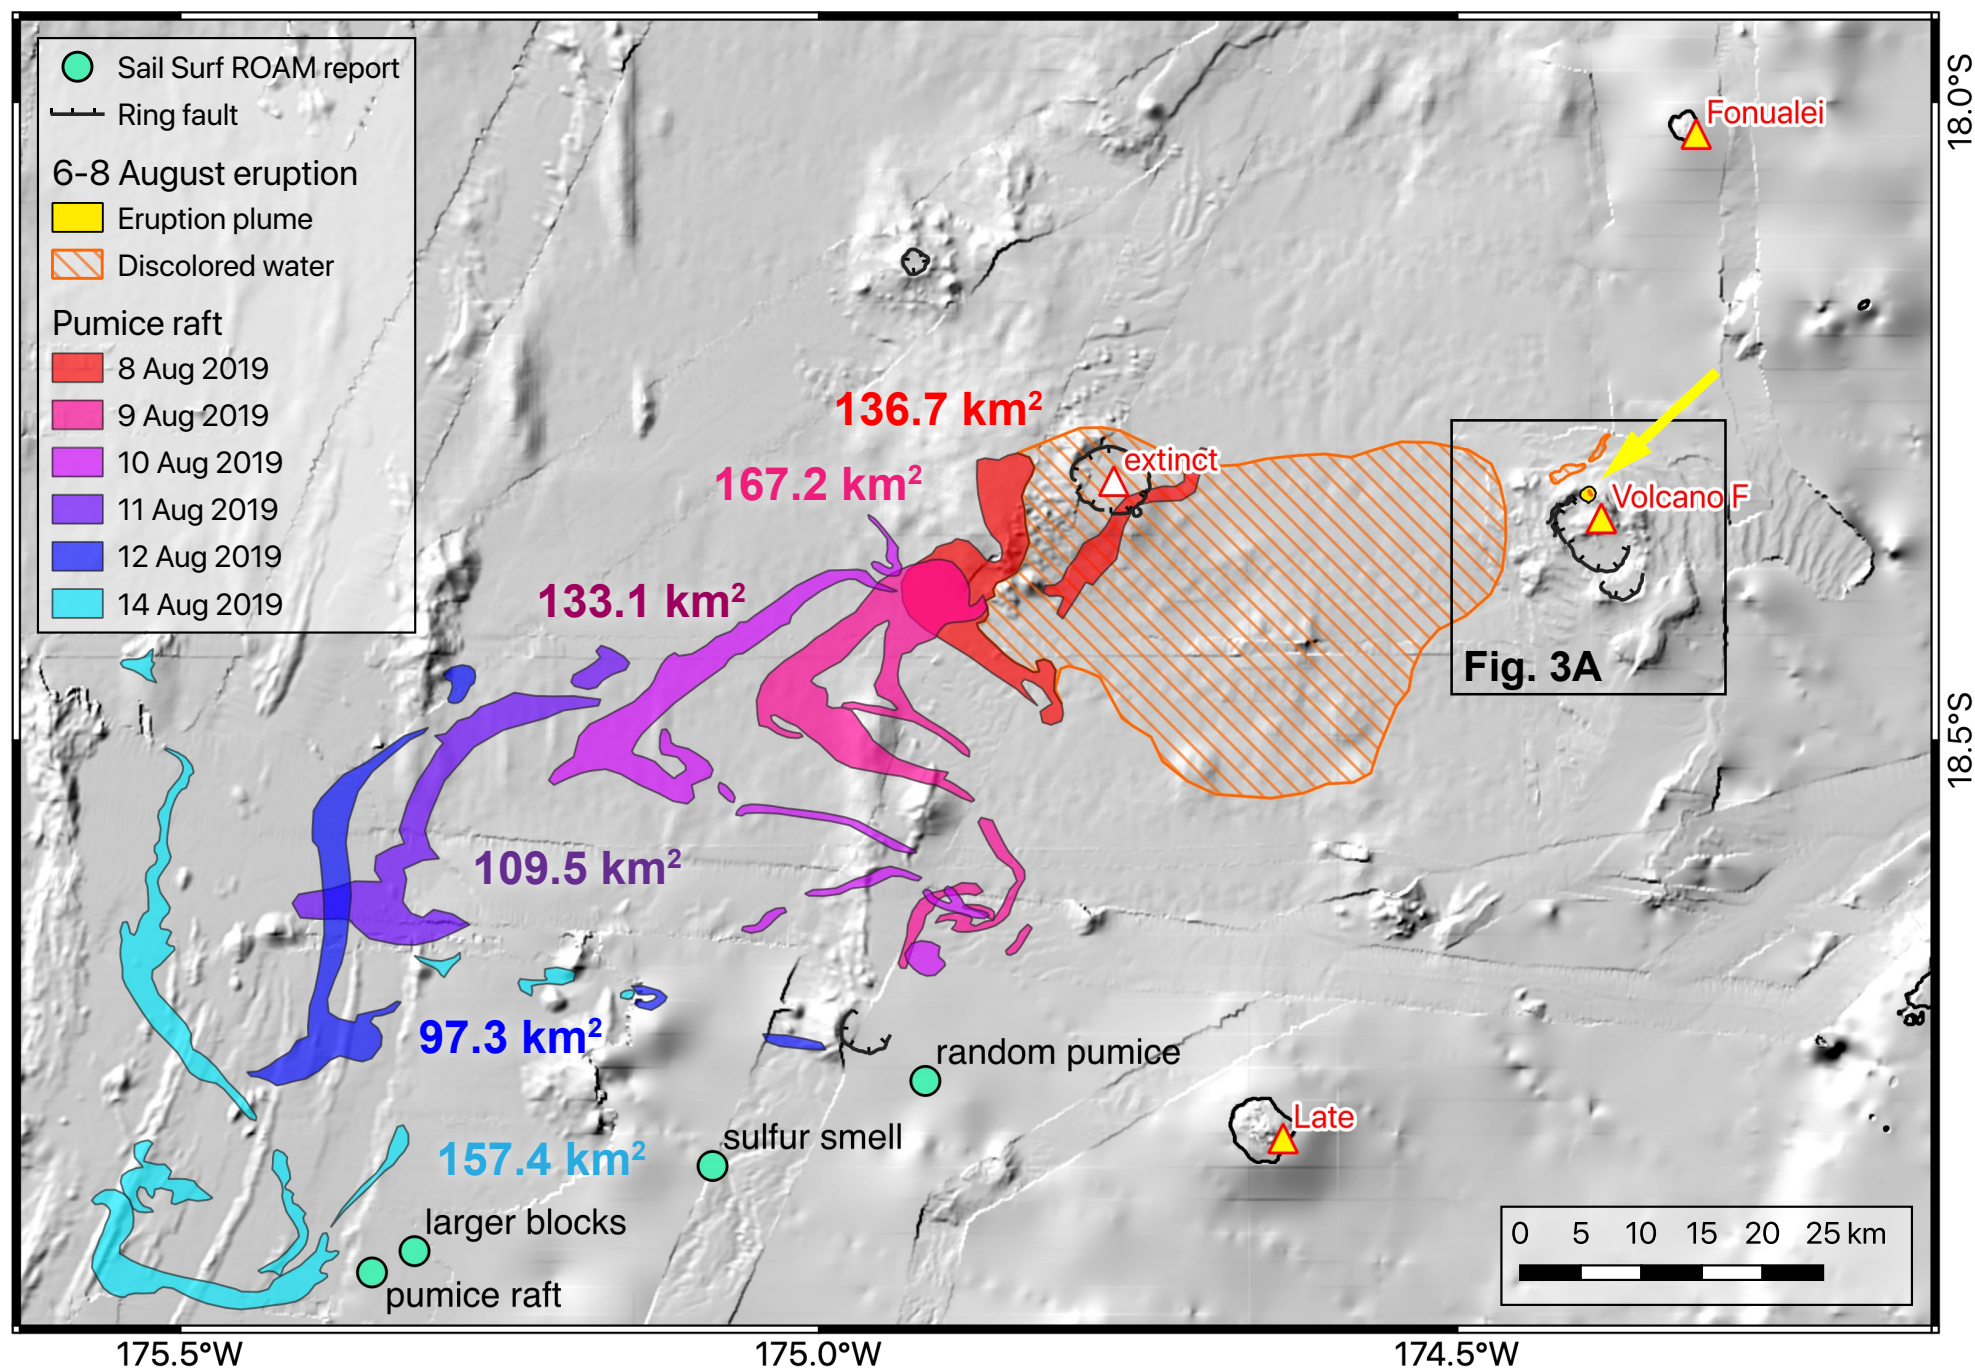 Sail Surf ROAM report
Ring fault
6-8 August eruption
Eruption plume
Discolored water
Pumice raft
8 Aug 2019
9 Aug 2019
10 Aug 2019
11 Aug 2019
12 Aug 2019
14 Aug 2019
Fonualei
18.0°S
136.7 km²
extinct
167.2 km²
Volcano F
133.1 km²
Fig. 3A
18.5°S
109.5 km²
97.3 km²
random pumice
Late
sulfur smell
157.4 km²
larger blocks
pumice raft
0 5 10 15 20 25 km
175.5°W 175.0°W 174.5°W